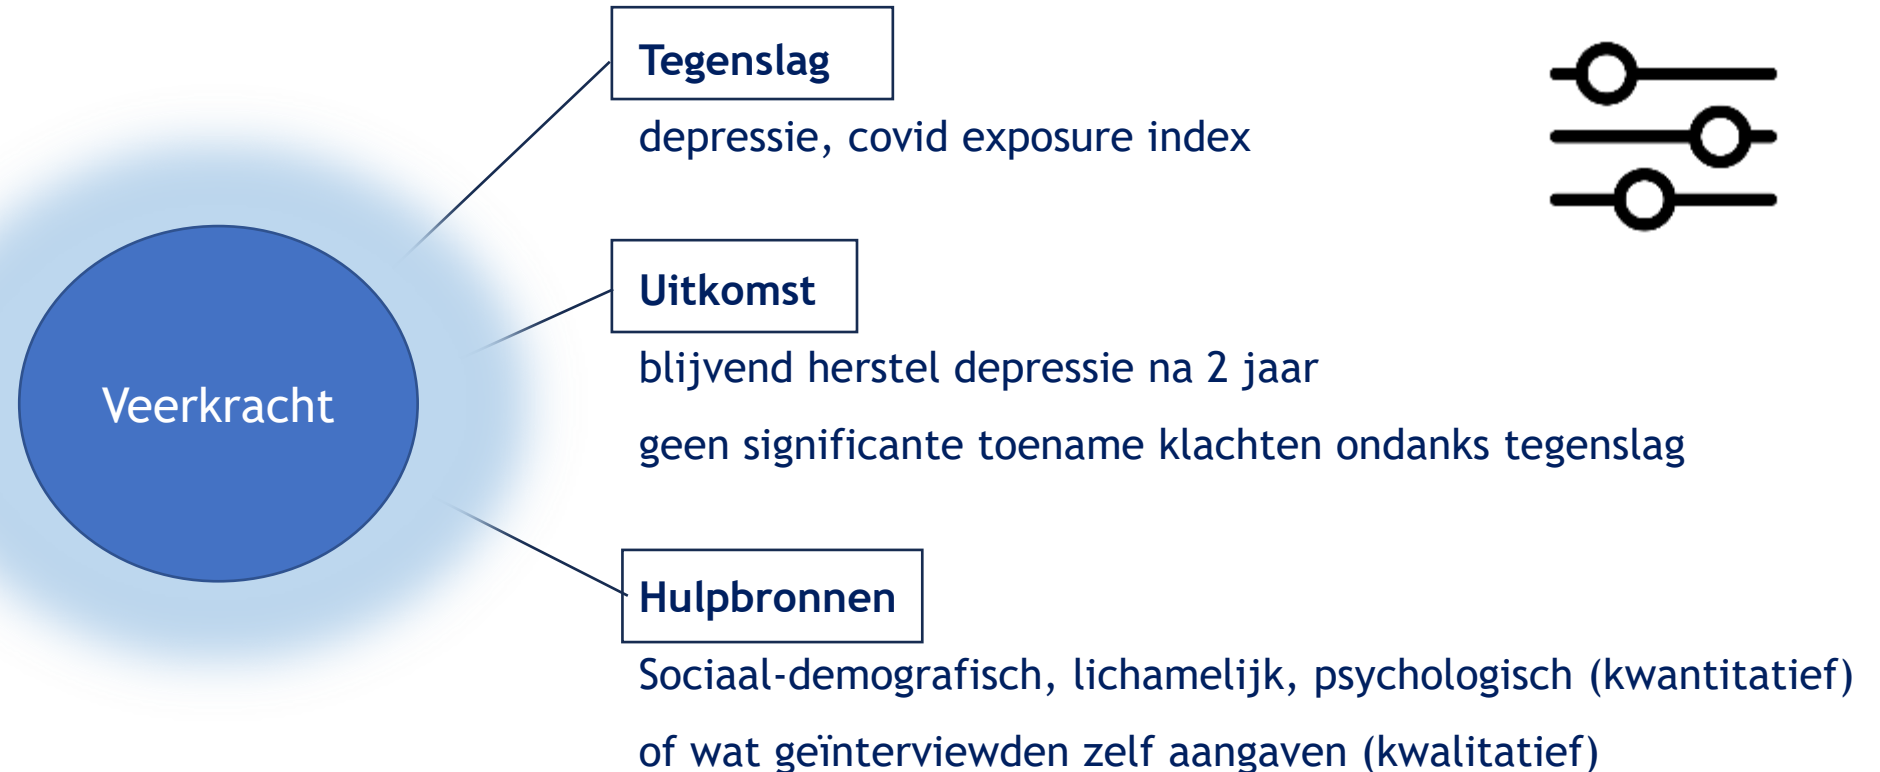 Tegenslag
depressie, covid exposure index
Uitkomst
blijvend herstel depressie na 2 jaar
Veerkracht
geen significante toename klachten ondanks tegenslag
Hulpbronnen
Sociaal-demografisch, lichamelijk, psychologisch (kwantitatief)
of wat geïnterviewden zelf aangaven (kwalitatief)